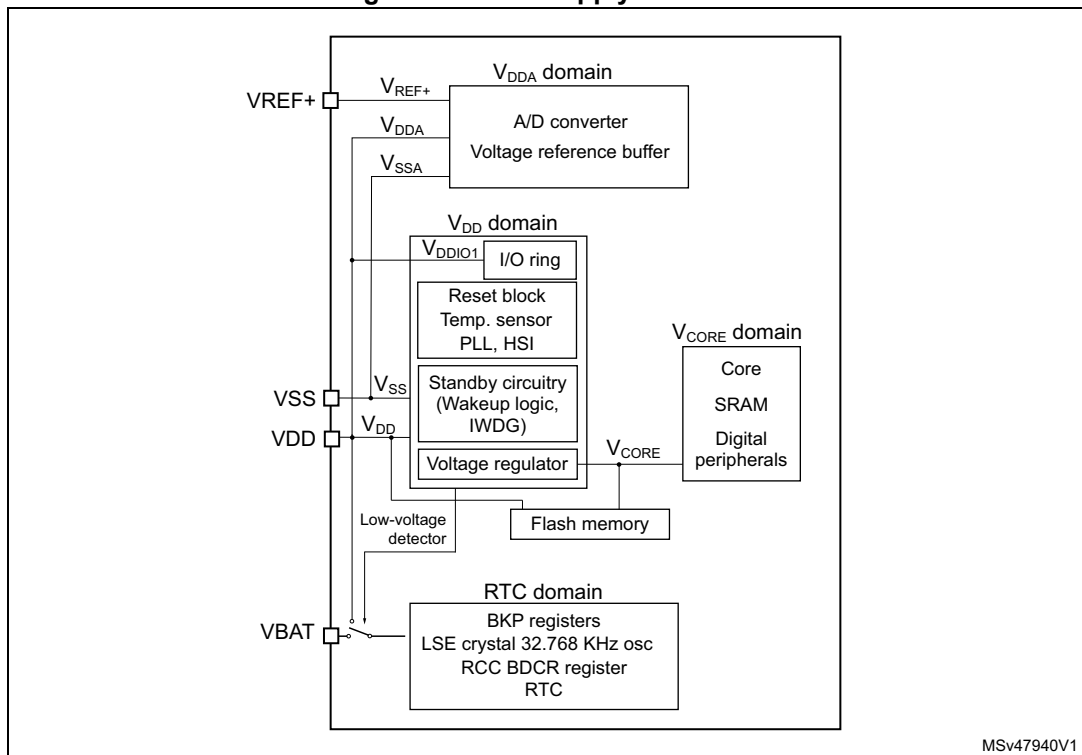 VREF+
VREF+
VDDA domain
A/D converter
Voltage reference buffer
VDDA
VSSA
VDD domain
VDDIO1
I/O ring
Reset block
Temp. sensor
PLL, HSI
VCORE domain
Core
SRAM
Digital
peripherals
VSS
VSS
Standby circuitry
(Wakeup logic,
IWDG)
VDD
VDD
Voltage regulator
VCORE
Flash memory
Low-voltage
detector
RTC domain
VBAT
BKP registers
LSE crystal 32.768 KHz osc
RCC BDCR register
RTC
MSv47940V1